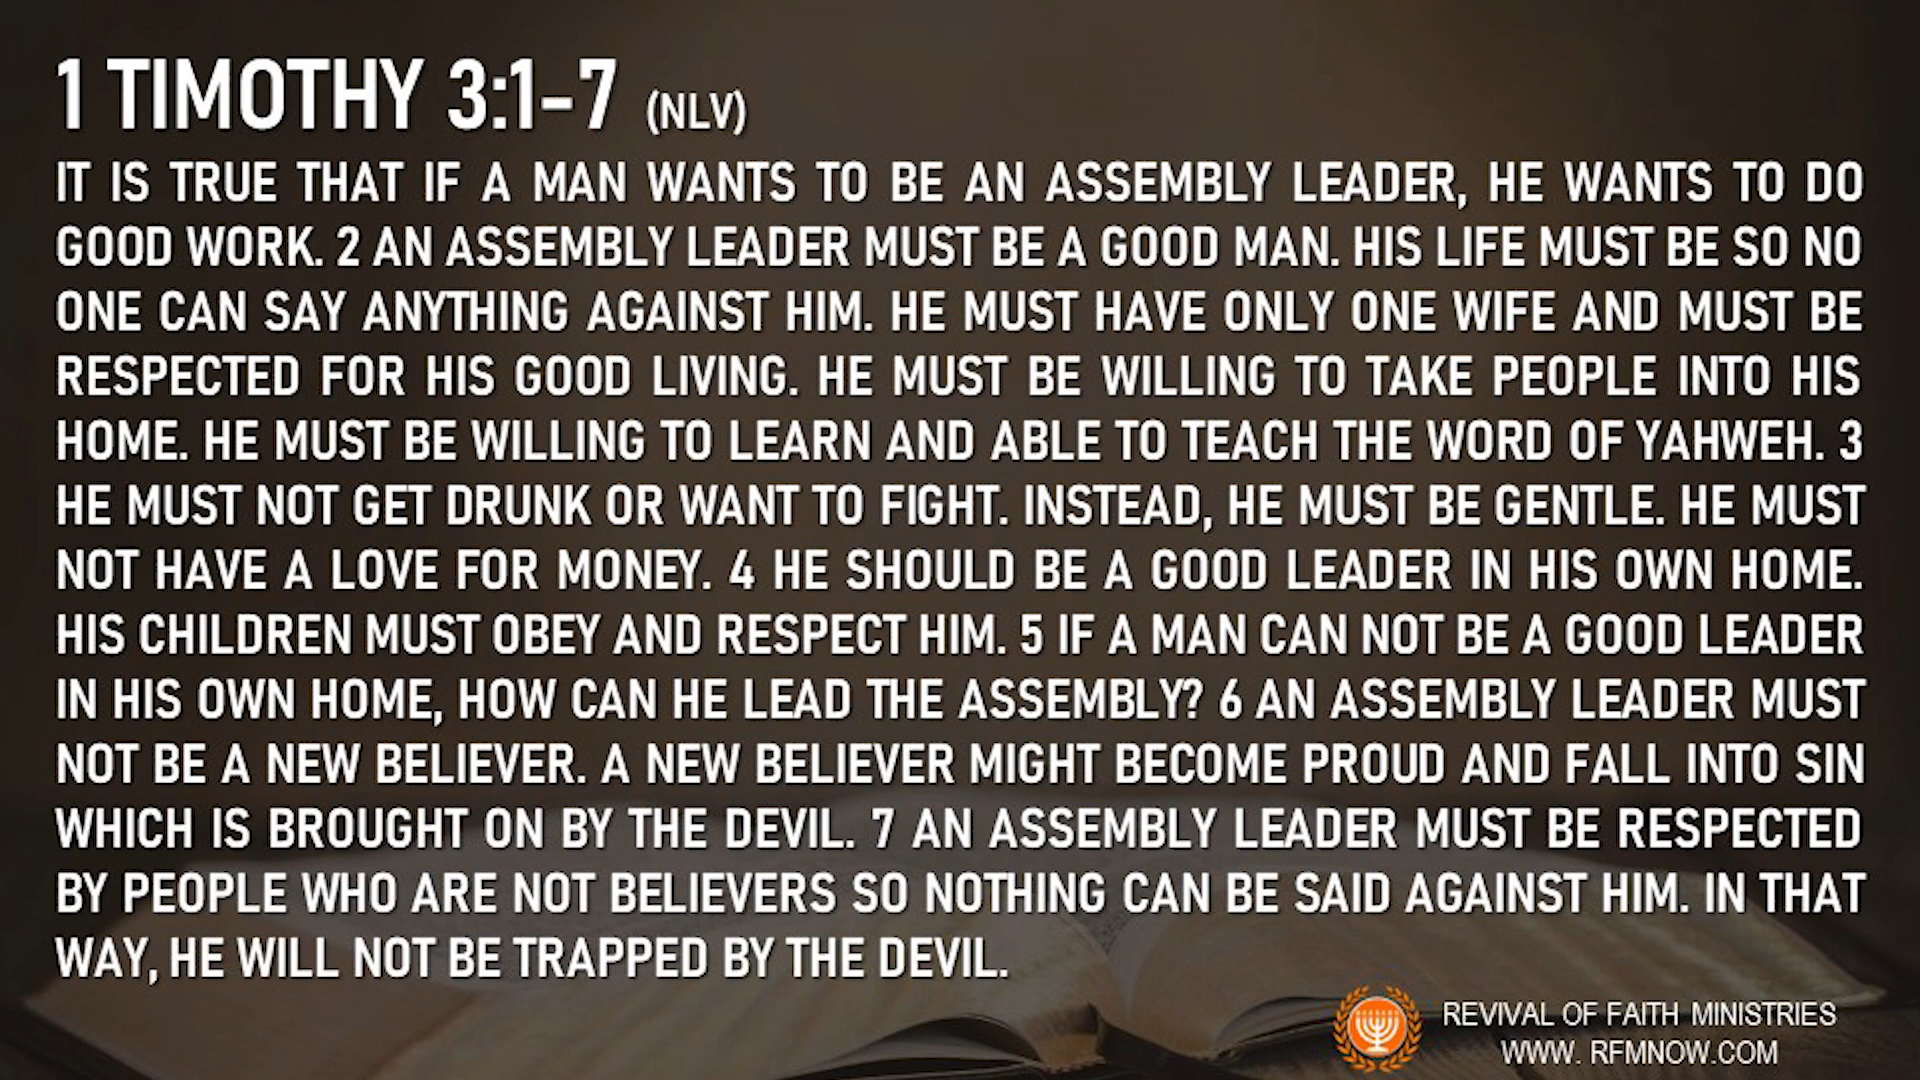 1 TIMOTHY 3:1-7 (NLV)
IT IS TRUE THAT IF A MAN WANTS TO BE AN ASSEMBLY LEADER, HE WANTS TO DO
GOOD WORK. 2 AN ASSEMBLY LEADER MUST BE A GOOD MAN. HIS LIFE MUST BE SO NO
ONE CAN SAY ANYTHING AGAINST HIM. HE MUST HAVE ONLY ONE WIFE AND MUST BE
RESPECTED FOR HIS GOOD LIVING. HE MUST BE WILLING TO TAKE PEOPLE INTO HIS
HOME. HE MUST BE WILLING TO LEARN AND ABLE TO TEACH THE WORD OF YAHWEH. 3
HE MUST NOT GET DRUNK OR WANT TO FIGHT. INSTEAD, HE MUST BE GENTLE. HE MUST
NOT HAVE A LOVE FOR MONEY. 4 HE SHOULD BE A GOOD LEADER IN HIS OWN HOME.
HIS CHILDREN MUST OBEY AND RESPECT HIM. 5 IF A MAN CAN NOT BE A GOOD LEADER
IN HIS OWN HOME, HOW CAN HE LEAD THE ASSEMBLY? 6 AN ASSEMBLY LEADER MUST
NOT BE A NEW BELIEVER. A NEW BELIEVER MIGHT BECOME PROUD AND FALL INTO SIN
WHICH IS BROUGHT ON BY THE DEVIL. 7 AN ASSEMBLY LEADER MUST BE RESPECTED
BY PEOPLE WHO ARE NOT BELIEVERS SO NOTHING CAN BE SAID AGAINST HIM. IN THAT
WAY, HE WILL NOT BE TRAPPED BY THE DEVIL.
REVIVAL OF FAITH MINISTRIES
WWW. RFMNOW.COM